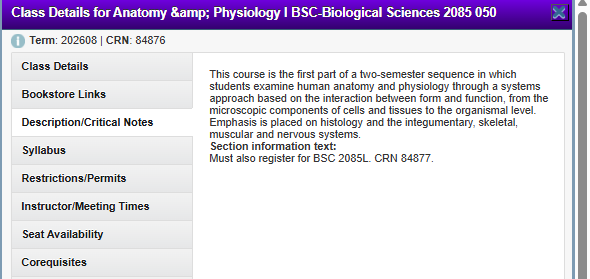 Class Details for Anatomy &amp; Physiology I BSC-Biological Sciences 2085 050
Term: 202608 | CRN: 84876
Class Details
Bookstore Links
Description/Critical Notes
Syllabus
Restrictions/Permits
Instructor/Meeting Times
Seat Availability
Corequisites
This course is the first part of a two-semester sequence in which
students examine human anatomy and physiology through a systems
approach based on the interaction between form and function, from the
microscopic components of cells and tissues to the organismal level.
Emphasis is placed on histology and the integumentary, skeletal,
muscular and nervous systems.
Section information text:
Must also register for BSC 2085L. CRN 84877.